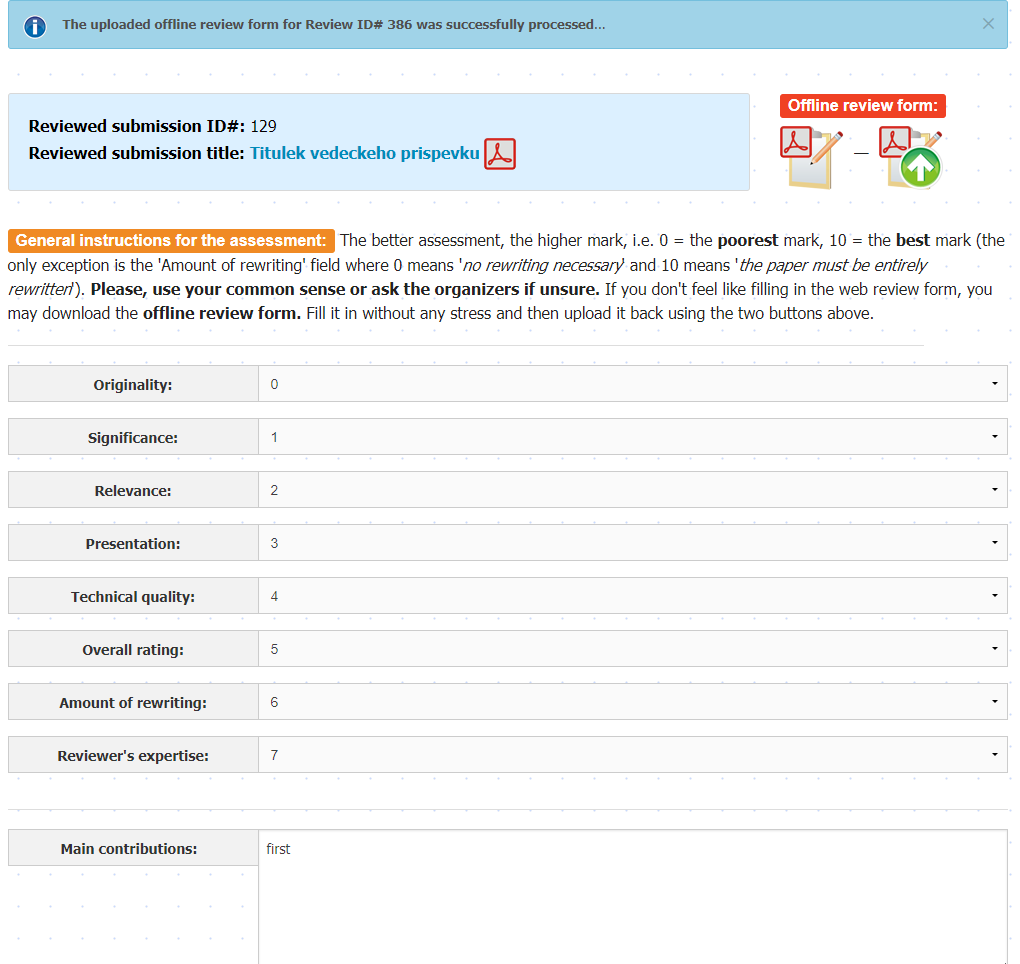 The uploaded offline review form for Review ID# 386 was successfully processed...
×
Reviewed submission ID#: 129
Reviewed submission title: Titulek vedeckeho prispevku
Offline review form:
General instructions for the assessment: The better assessment, the higher mark, i.e. 0 = the poorest mark, 10 = the best mark (the
only exception is the 'Amount of rewriting' field where 0 means 'no rewriting necessary' and 10 means 'the paper must be entirely
rewritten'). Please, use your common sense or ask the organizers if unsure. If you don't feel like filling in the web review form, you
may download the offline review form. Fill it in without any stress and then upload it back using the two buttons above.
Originality: 0
Significance: 1
Relevance: 2
Presentation: 3
Technical quality: 4
Overall rating: 5
Amount of rewriting: 6
Reviewer's expertise: 7
Main contributions: first